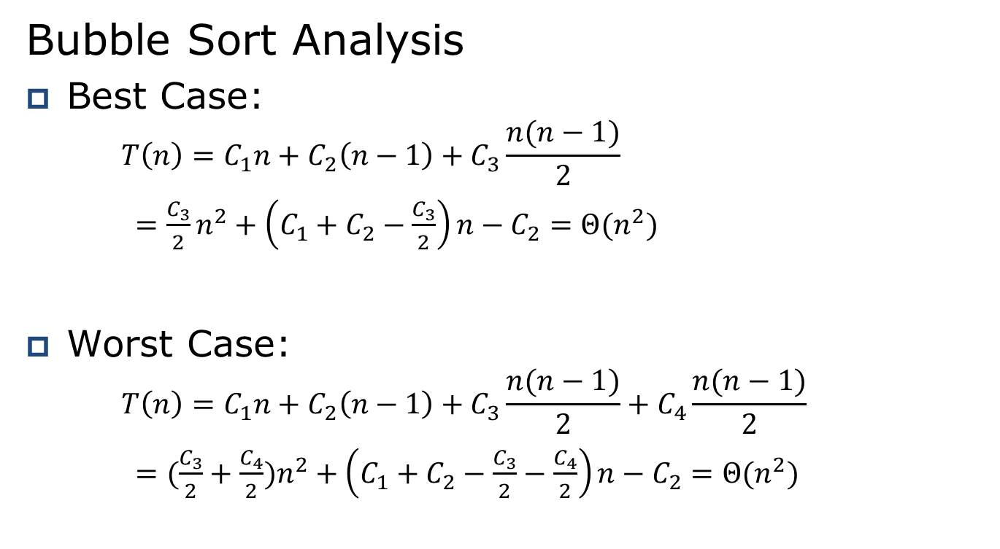 Bubble Sort Analysis
Best Case:
T(n) = C₁n + C₂(n − 1) + C₃ n(n − 1)/2
= C₃/2 n² + (C₁ + C₂ − C₃/2) n − C₂ = Θ(n²)
Worst Case:
T(n) = C₁n + C₂(n − 1) + C₃ n(n − 1)/2 + C₄ n(n − 1)/2
= (C₃/2 + C₄/2)n² + (C₁ + C₂ − C₃/2 − C₄/2) n − C₂ = Θ(n²)